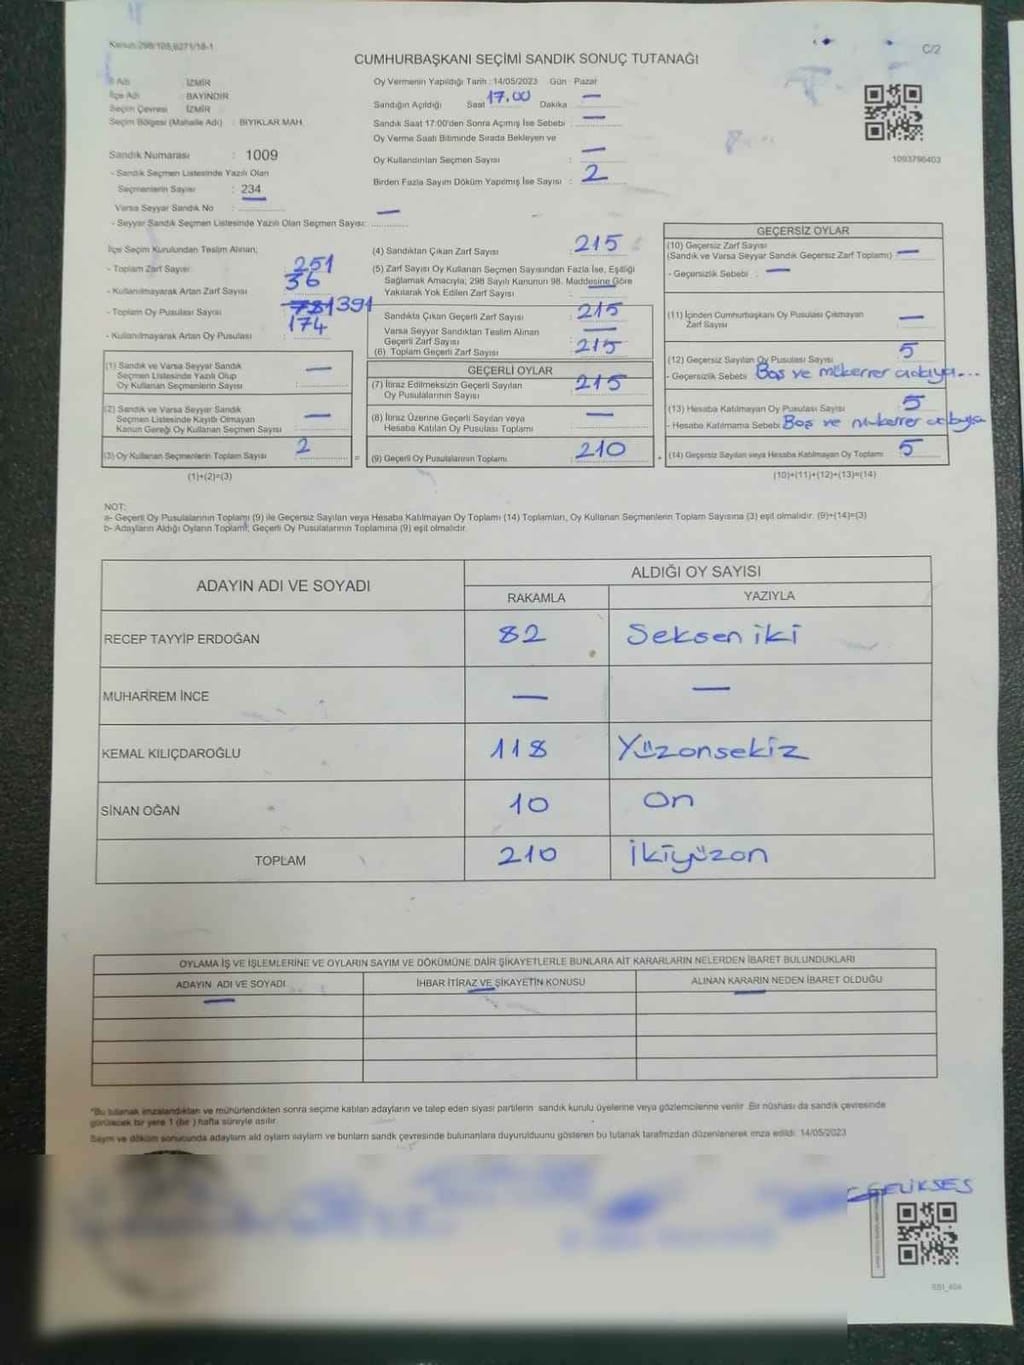 Kanun:298/105,6271/18-1
C/2
CUMHURBAŞKANI SEÇİMİ SANDIK SONUÇ TUTANAĞI
İl Adı İZMİR
İlçe Adı BAYINDIR
Seçim Çevresi İZMİR
Seçim Bölgesi (Mahalle Adı) : BIYIKLAR MAH.
Sandık Numarası : 1009
- Sandık Seçmen Listesinde Yazılı Olan
Seçmenlerin Sayısı : 234
Varsa Seyyar Sandık No —
- Seyyar Sandık Seçmen Listesinde Yazılı Olan Seçmen Sayısı:
Oy Vermenin Yapıldığı Tarih : 14/05/2023 Gün : Pazar
Sandığın Açıldığı Saat 17.00 Dakika : —
Sandık Saat 17:00'den Sonra Açılmış İse Sebebi : —
Oy Verme Saati Bitiminde Sırada Bekleyen ve
Oy Kullandırılan Seçmen Sayısı : —
Birden Fazla Sayım Döküm Yapılmış İse Sayısı : 2
1093796403
İlçe Seçim Kurulundan Teslim Alınan;
- Toplam Zarf Sayısı 251
- Kullanılmayarak Artan Zarf Sayısı 36
- Toplam Oy Pusulası Sayısı 781 391
- Kullanılmayarak Artan Oy Pusulası 174
(1) Sandık ve Varsa Seyyar Sandık
Seçmen Listesinde Yazılı Olup
Oy Kullanan Seçmenlerin Sayısı —
(2) Sandık ve Varsa Seyyar Sandık
Seçmen Listesinde Kayıtlı Olmayan
Kanun Gereği Oy Kullanan Seçmen Sayısı —
(3) Oy Kullanan Seçmenlerin Toplam Sayısı 2 =
(1)+(2)=(3)
(4) Sandıktan Çıkan Zarf Sayısı : 215
(5) Zarf Sayısı Oy Kullanan Seçmen Sayısından Fazla İse, Eşitliği
Sağlamak Amacıyla; 298 Sayılı Kanunun 98. Maddesine Göre
Yakılarak Yok Edilen Zarf Sayısı : —
Sandıkta Çıkan Geçerli Zarf Sayısı : 215
Varsa Seyyar Sandıktan Teslim Alınan
Geçerli Zarf Sayısı —
(6) Toplam Geçerli Zarf Sayısı 215
GEÇERLİ OYLAR
(7) İtiraz Edilmeksizin Geçerli Sayılan
Oy Pusulalarının Sayısı 215
(8) İtiraz Üzerine Geçerli Sayılan veya
Hesaba Katılan Oy Pusulası Toplamı —
(9) Geçerli Oy Pusulalarının Toplamı 210 +
GEÇERSİZ OYLAR
(10) Geçersiz Zarf Sayısı
(Sandık ve Varsa Seyyar Sandık Geçersiz Zarf Toplamı) —
- Geçersizlik Sebebi : —
(11) İçinden Cumhurbaşkanı Oy Pusulası Çıkmayan
Zarf Sayısı —
(12) Geçersiz Sayılan Oy Pusulası Sayısı 5
- Geçersizlik Sebebi : Boş ve mükerrer
(13) Hesaba Katılmayan Oy Pusulası Sayısı 5
- Hesaba Katılmama Sebebi Boş ve mükerrer
(14) Geçersiz Sayılan veya Hesaba Katılmayan Oy Toplamı 5
(10)+(11)+(12)+(13)=(14)
NOT:
a- Geçerli Oy Pusulalarının Toplamı (9) ile Geçersiz Sayılan veya Hesaba Katılmayan Oy Toplamı (14) Toplamları, Oy Kullanan Seçmenlerin Toplam Sayısına (3) eşit olmalıdır. (9)+(14)=(3)
b- Adayların Aldığı Oyların Toplamı, Geçerli Oy Pusulalarının Toplamına (9) eşit olmalıdır.
ADAYIN ADI VE SOYADI
ALDIĞI OY SAYISI
RAKAMLA YAZIYLA
RECEP TAYYİP ERDOĞAN 82 Seksen iki
MUHARREM İNCE — —
KEMAL KILIÇDAROĞLU 118 Yüzonsekiz
SİNAN OĞAN 10 On
TOPLAM 210 İkiyüzon
OYLAMA İŞ VE İŞLEMLERİNE VE OYLARIN SAYIM VE DÖKÜMÜNE DAİR ŞİKAYETLERLE BUNLARA AİT KARARLARIN NELERDEN İBARET BULUNDUKLARI
ADAYIN ADI VE SOYADI İHBAR İTİRAZ VE ŞİKAYETİN KONUSU ALINAN KARARIN NEDEN İBARET OLDUĞU
— — —
*Bu tutanak imzalandıktan ve mühürlendikten sonra seçime katılan adayların ve talep eden siyasi partilerin sandık kurulu üyelerine veya gözlemcilerine verilir. Bir nüshası da sandık çevresinde
görülecek bir yere 1 (bir) hafta süreyle asılır.
Sayım ve döküm sonucunda adayların aldı oyların sayıların ve bunların sandık çevresinde bulunanlara duyurulduunu gösteren bu tutanak tarafımızdan düzenlenerek imza edildi. 14/05/2023